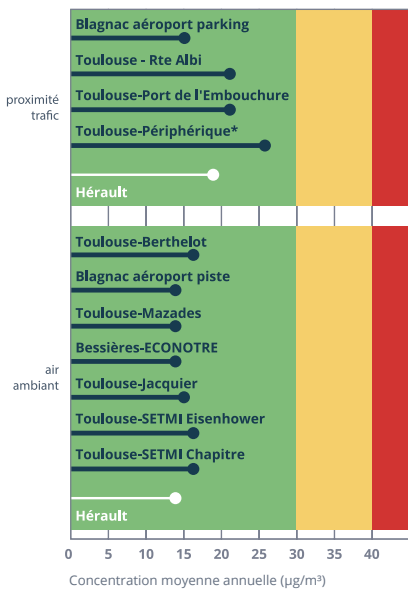 Blagnac aéroport parking
Toulouse - Rte Albi
Toulouse-Port de l'Embouchure
Toulouse-Périphérique*
proximité
trafic
Hérault
Toulouse-Berthelot
Blagnac aéroport piste
Toulouse-Mazades
Bessières-ECONOTRE
Toulouse-Jacquier
Toulouse-SETMI Eisenhower
Toulouse-SETMI Chapitre
air
ambiant
Hérault
0 5 10 15 20 25 30 35 40
Concentration moyenne annuelle (µg/m³)